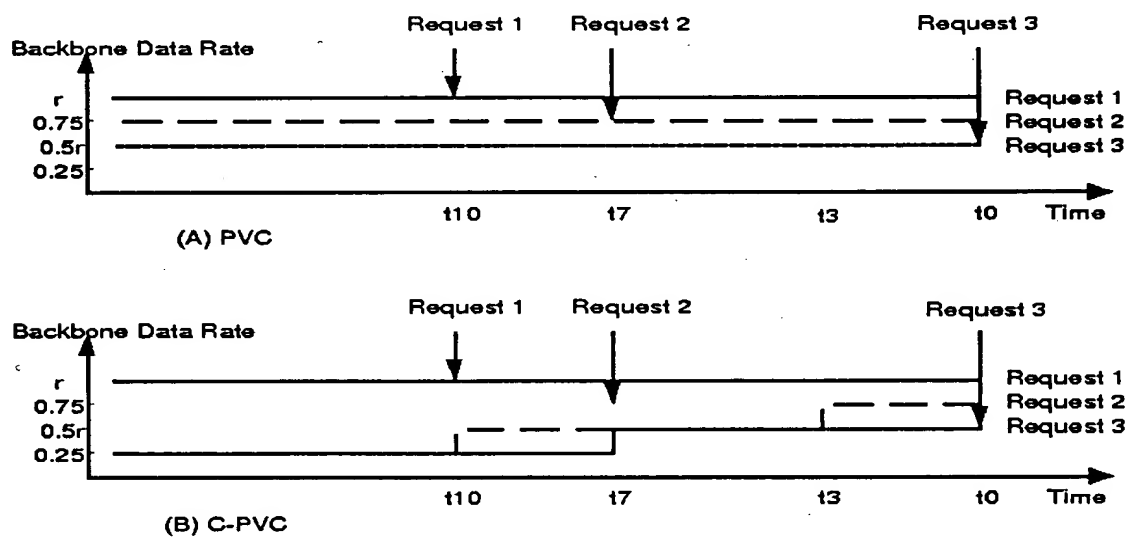 Request 1 Request 2 Request 3
Backbone Data Rate
r
Request 1
0.75
Request 2
0.5r
Request 3
0.25
t10 t7 t3 t0 Time
(A) PVC
Request 1 Request 2 Request 3
Backbone Data Rate
r
Request 1
0.75
Request 2
0.5r
Request 3
0.25
t10 t7 t3 t0 Time
(B) C-PVC